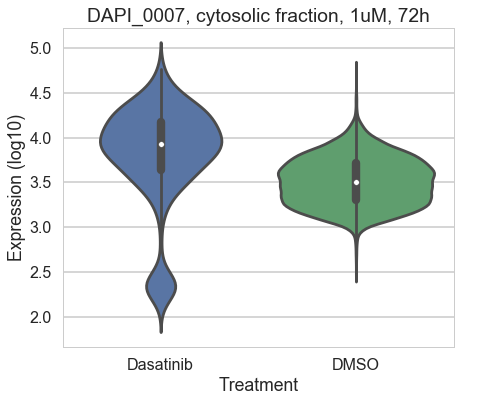 DAPI_0007, cytosolic fraction, 1uM, 72h
Expression (log10)
5.0
4.5
4.0
3.5
3.0
2.5
2.0
Dasatinib
DMSO
Treatment